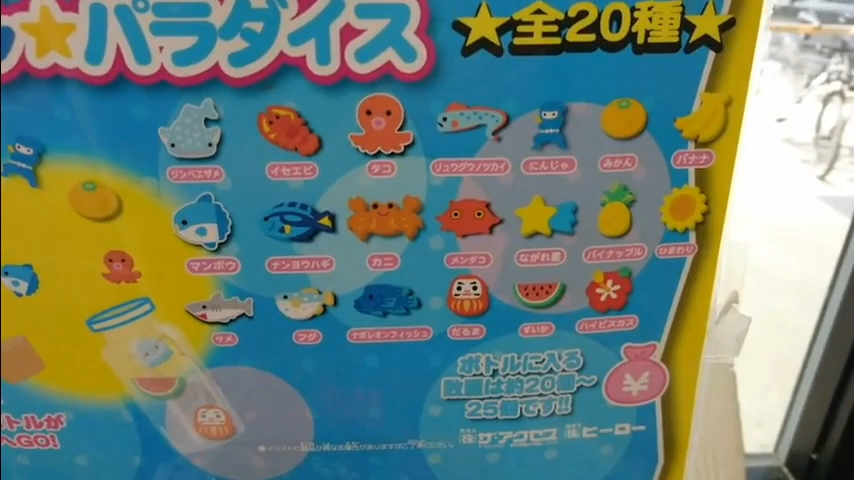 ☆パラダイス
★全20種★
ジンベエザメ
イセエビ
タコ
リュウグウノツカイ
にんじゃ
みかん
バナナ
マンボウ
ナンヨウハギ
カニ
メンダコ
ながれ星
パイナップル
ひまわり
サメ
フグ
ナポレオンフィッシュ
だるま
すいか
ハイビスカス
ボトルに入る
数量は約20個〜
25個です!!
¥
トルが
へGO!
(株)ザ・アクセス (株)ヒーロー